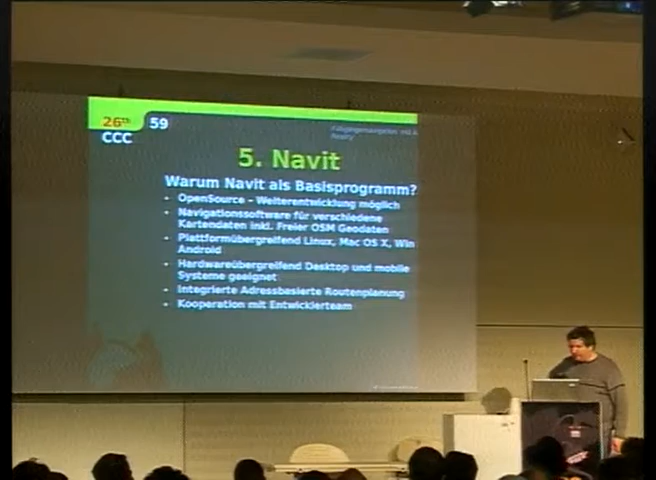 26th
CCC
59
5. Navit
Warum Navit als Basisprogramm?
- OpenSource - Weiterentwicklung möglich
- Navigationssoftware für verschiedene
Kartendaten inkl. Freier OSM Geodaten
- Plattformübergreifend Linux, Mac OS X, Win
Android
- Hardwareübergreifend Desktop und mobile
Systeme geeignet
- Integrierte Adressbasierte Routenplanung
- Kooperation mit Entwicklerteam